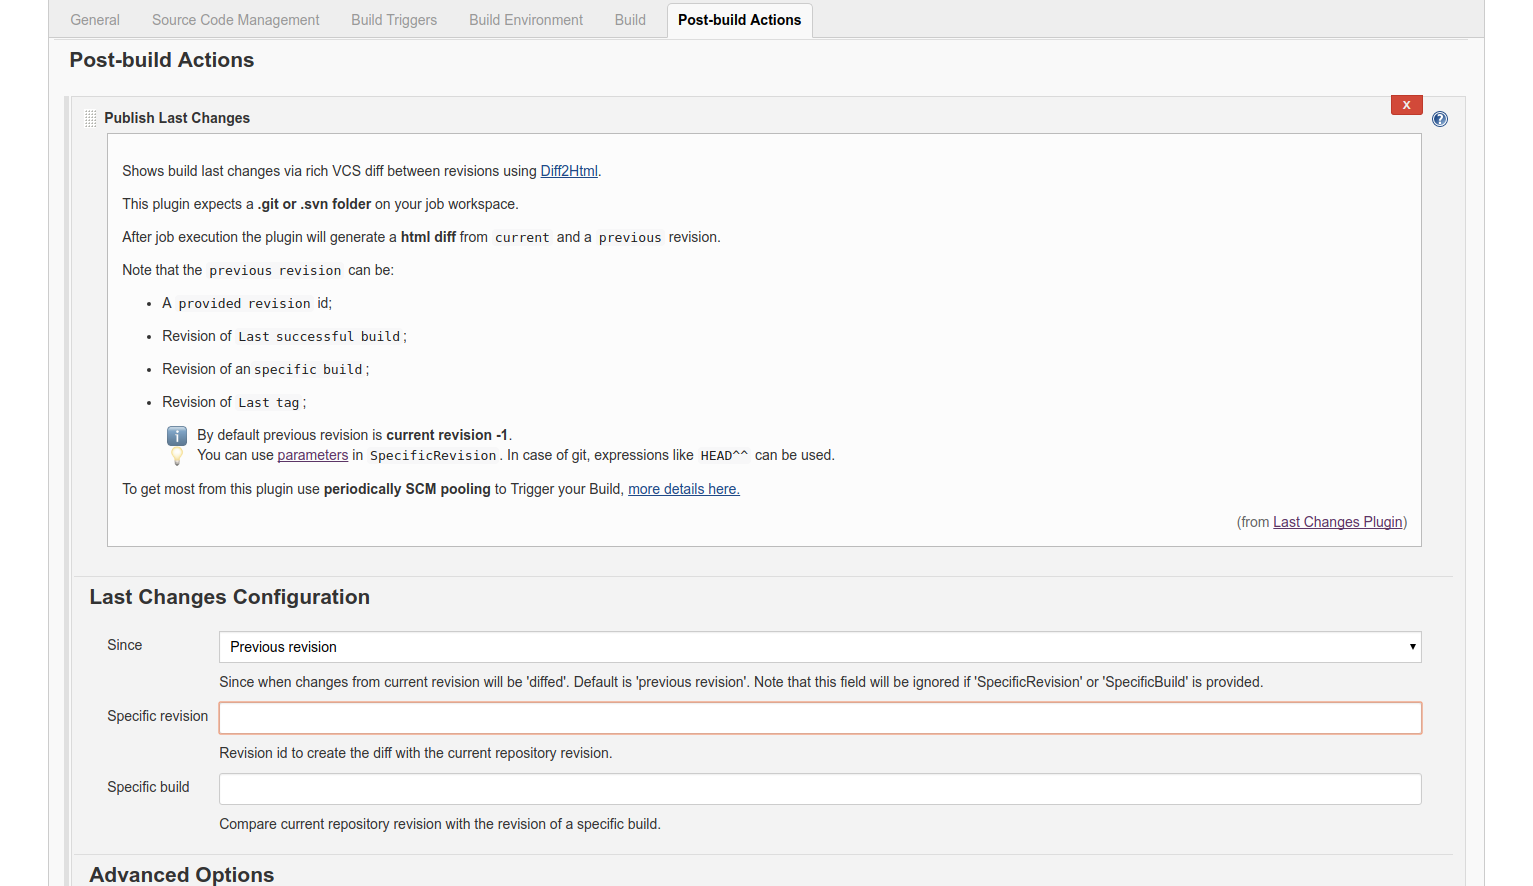 General Source Code Management Build Triggers Build Environment Build Post-build Actions
Post-build Actions
X
?
Publish Last Changes
Shows build last changes via rich VCS diff between revisions using Diff2Html.
This plugin expects a .git or .svn folder on your job workspace.
After job execution the plugin will generate a html diff from current and a previous revision.
Note that the previous revision can be:
• A provided revision id;
• Revision of Last successful build;
• Revision of an specific build;
• Revision of Last tag;
i By default previous revision is current revision -1.
You can use parameters in SpecificRevision. In case of git, expressions like HEAD^^ can be used.
To get most from this plugin use periodically SCM pooling to Trigger your Build, more details here.
(from Last Changes Plugin)
Last Changes Configuration
Since Previous revision
Since when changes from current revision will be 'diffed'. Default is 'previous revision'. Note that this field will be ignored if 'SpecificRevision' or 'SpecificBuild' is provided.
Specific revision
Revision id to create the diff with the current repository revision.
Specific build
Compare current repository revision with the revision of a specific build.
Advanced Options